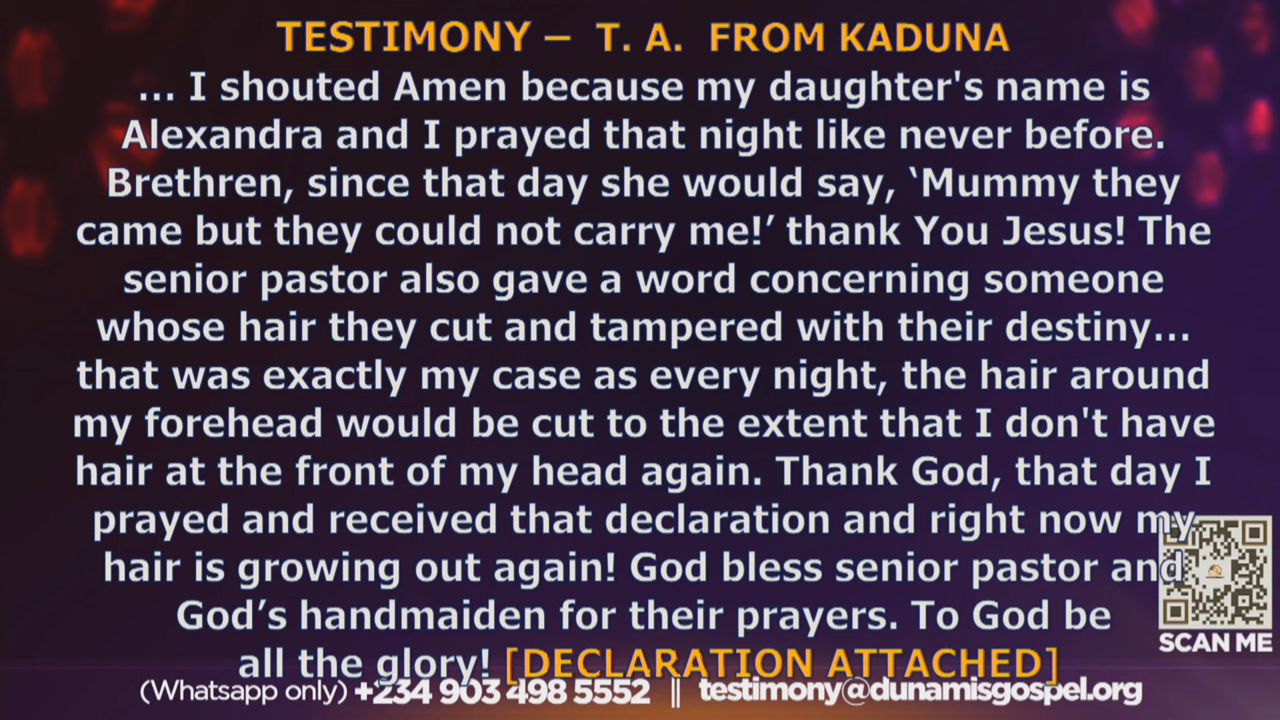 TESTIMONY – T. A. FROM KADUNA
... I shouted Amen because my daughter's name is
Alexandra and I prayed that night like never before.
Brethren, since that day she would say, ‘Mummy they
came but they could not carry me!’ thank You Jesus! The
senior pastor also gave a word concerning someone
whose hair they cut and tampered with their destiny...
that was exactly my case as every night, the hair around
my forehead would be cut to the extent that I don't have
hair at the front of my head again. Thank God, that day I
prayed and received that declaration and right now my
hair is growing out again! God bless senior pastor and
God’s handmaiden for their prayers. To God be
all the glory! [DECLARATION ATTACHED]
SCAN ME
(Whatsapp only) +234 903 498 5552 || testimony@dunamisgospel.org